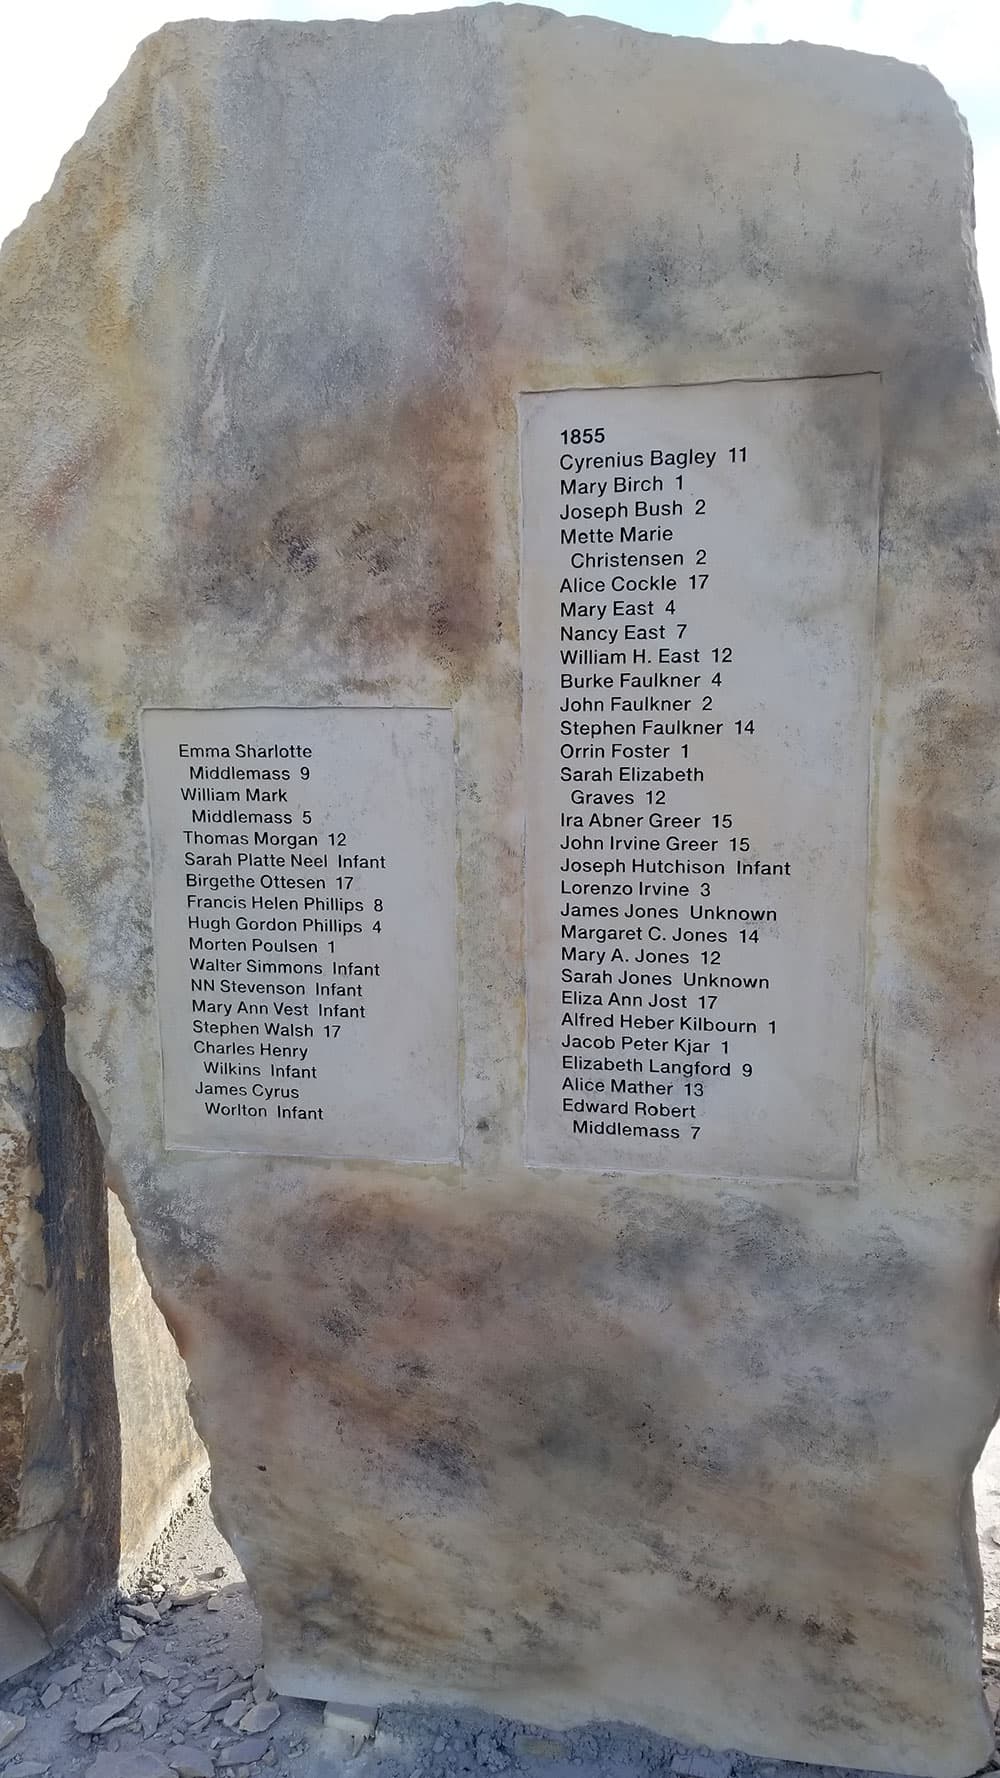 Emma Sharlotte
Middlemass 9
William Mark
Middlemass 5
Thomas Morgan 12
Sarah Platte Neel Infant
Birgethe Ottesen 17
Francis Helen Phillips 8
Hugh Gordon Phillips 4
Morten Poulsen 1
Walter Simmons Infant
NN Stevenson Infant
Mary Ann Vest Infant
Stephen Walsh 17
Charles Henry
Wilkins Infant
James Cyrus
Worlton Infant
1855
Cyrenius Bagley 11
Mary Birch 1
Joseph Bush 2
Mette Marie
Christensen 2
Alice Cockle 17
Mary East 4
Nancy East 7
William H. East 12
Burke Faulkner 4
John Faulkner 2
Stephen Faulkner 14
Orrin Foster 1
Sarah Elizabeth
Graves 12
Ira Abner Greer 15
John Irvine Greer 15
Joseph Hutchison Infant
Lorenzo Irvine 3
James Jones Unknown
Margaret C. Jones 14
Mary A. Jones 12
Sarah Jones Unknown
Eliza Ann Jost 17
Alfred Heber Kilbourn 1
Jacob Peter Kjar 1
Elizabeth Langford 9
Alice Mather 13
Edward Robert
Middlemass 7